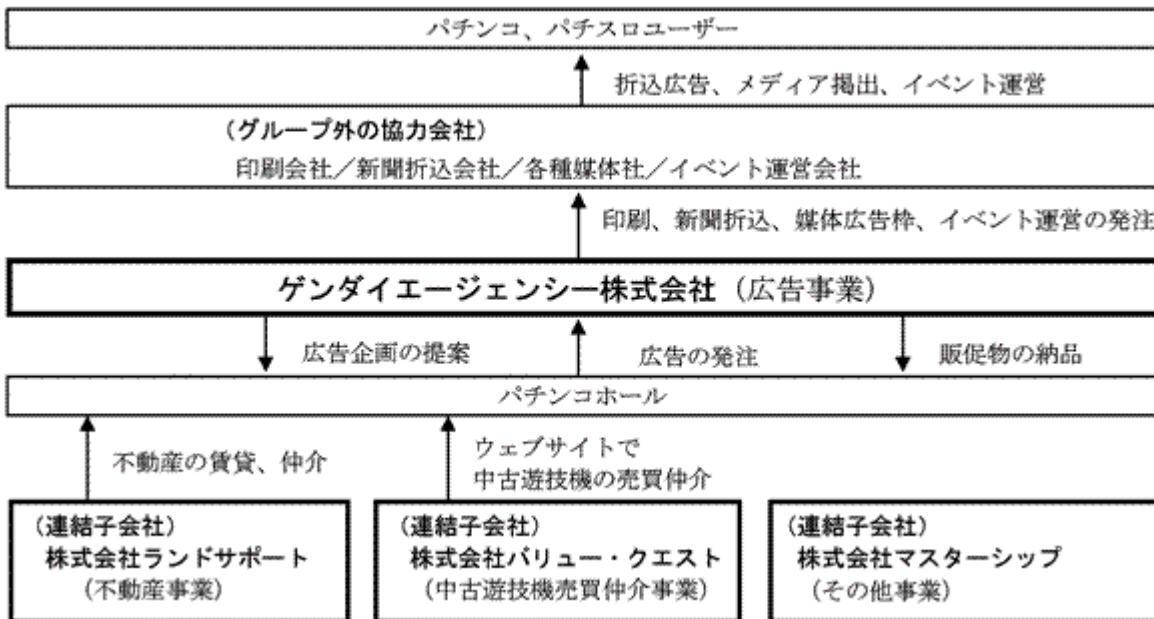 パチンコ、パチスロユーザー
折込広告、メディア掲出、イベント運営
（グループ外の協力会社）
印刷会社／新聞折込会社／各種媒体社／イベント運営会社
印刷、新聞折込、媒体広告枠、イベント運営の発注
ゲンダイエージェンシー株式会社（広告事業）
広告企画の提案
広告の発注
販促物の納品
パチンコホール
不動産の賃貸、仲介
ウェブサイトで
中古遊技機の売買仲介
（連結子会社）
株式会社ランドサポート
（不動産事業）
（連結子会社）
株式会社バリュー・クエスト
（中古遊技機売買仲介事業）
（連結子会社）
株式会社マスターシップ
（その他事業）